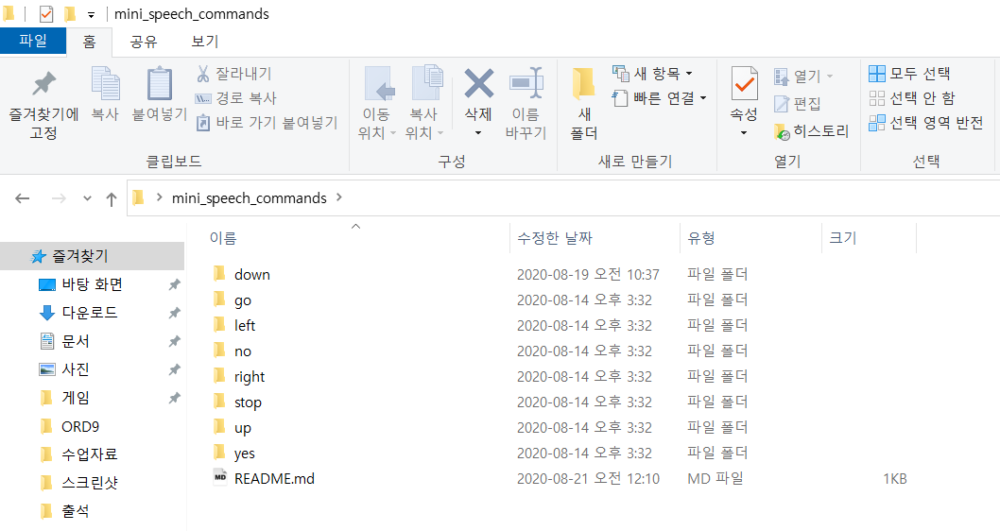 mini_speech_commands
파일 홈 공유 보기
즐겨찾기에 고정
복사
붙여넣기
잘라내기
경로 복사
바로 가기 붙여넣기
클립보드
이동 위치
복사 위치
삭제
이름 바꾸기
구성
새 폴더
새 항목
빠른 연결
새로 만들기
속성
열기
편집
히스토리
열기
모두 선택
선택 안 함
선택 영역 반전
선택
mini_speech_commands
즐겨찾기
바탕 화면
다운로드
문서
사진
게임
ORD9
수업자료
스크린샷
출석
이름 수정한 날짜 유형 크기
down 2020-08-19 오전 10:37 파일 폴더
go 2020-08-14 오후 3:32 파일 폴더
left 2020-08-14 오후 3:32 파일 폴더
no 2020-08-14 오후 3:32 파일 폴더
right 2020-08-14 오후 3:32 파일 폴더
stop 2020-08-14 오후 3:32 파일 폴더
up 2020-08-14 오후 3:32 파일 폴더
yes 2020-08-14 오후 3:32 파일 폴더
MD README.md 2020-08-21 오전 12:10 MD 파일 1KB